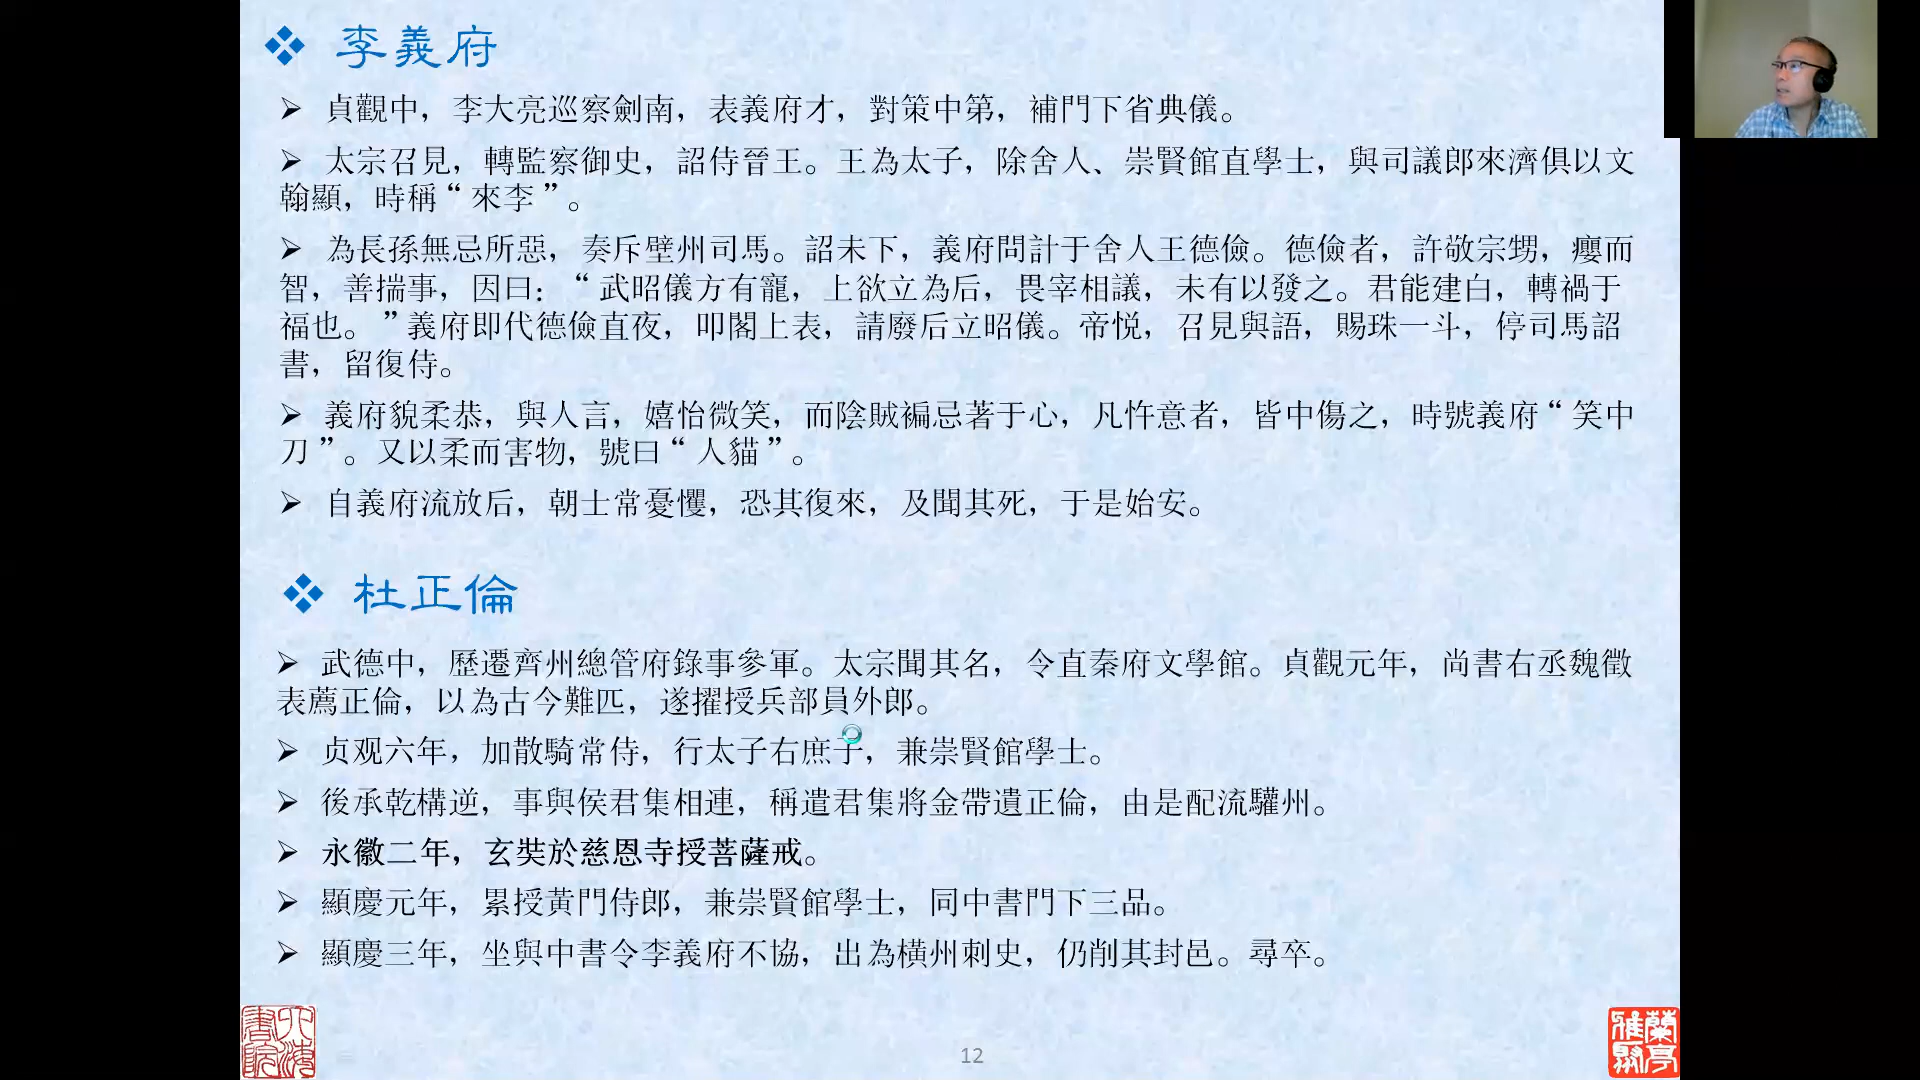 ❖ 李義府
➢ 貞觀中，李大亮巡察劍南，表義府才，對策中第，補門下省典儀。
➢ 太宗召見，轉監察御史，詔侍晉王。王為太子，除舍人、崇賢館直學士，與司議郎來濟俱以文
翰顯，時稱“來李”。
➢ 為長孫無忌所惡，奏斥壁州司馬。詔未下，義府問計于舍人王德儉。德儉者，許敬宗甥，癭而
智，善揣事，因曰：“武昭儀方有寵，上欲立為后，畏宰相議，未有以發之。君能建白，轉禍于
福也。”義府即代德儉直夜，叩閣上表，請廢后立昭儀。帝悅，召見與語，賜珠一斗，停司馬詔
書，留復侍。
➢ 義府貌柔恭，與人言，嬉怡微笑，而陰賊褊忌著于心，凡忤意者，皆中傷之，時號義府“笑中
刀”。又以柔而害物，號曰“人貓”。
➢ 自義府流放后，朝士常憂懼，恐其復來，及聞其死，于是始安。
❖ 杜正倫
➢ 武德中，歷遷齊州總管府錄事參軍。太宗聞其名，令直秦府文學館。貞觀元年，尚書右丞魏徵
表薦正倫，以為古今難匹，遂擢授兵部員外郎。
➢ 贞观六年，加散騎常侍，行太子右庶子，兼崇賢館學士。
➢ 後承乾構逆，事與侯君集相連，稱遣君集將金帶遺正倫，由是配流驩州。
➢ 永徽二年，玄奘於慈恩寺授菩薩戒。
➢ 顯慶元年，累授黃門侍郎，兼崇賢館學士，同中書門下三品。
➢ 顯慶三年，坐與中書令李義府不協，出為橫州刺史，仍削其封邑。尋卒。
12